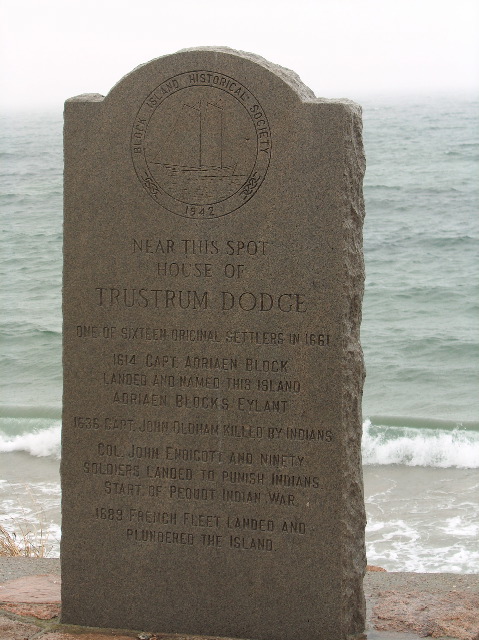 BLOCK ISLAND HISTORICAL SOCIETY
1942
NEAR THIS SPOT
HOUSE OF
TRUSTRUM DODGE
ONE OF SIXTEEN ORIGINAL SETTLERS IN 1661
1614 CAPT. ADRIAEN BLOCK
LANDED AND NAMED THIS ISLAND
ADRIAEN BLOCKS EYLANT
1636 CAPT. JOHN OLDHAM KILLED BY INDIANS
COL. JOHN ENDICOTT AND NINETY
SOLDIERS LANDED TO PUNISH INDIANS
START OF PEQUOT INDIAN WAR
1689 FRENCH FLEET LANDED AND
PLUNDERED THE ISLAND